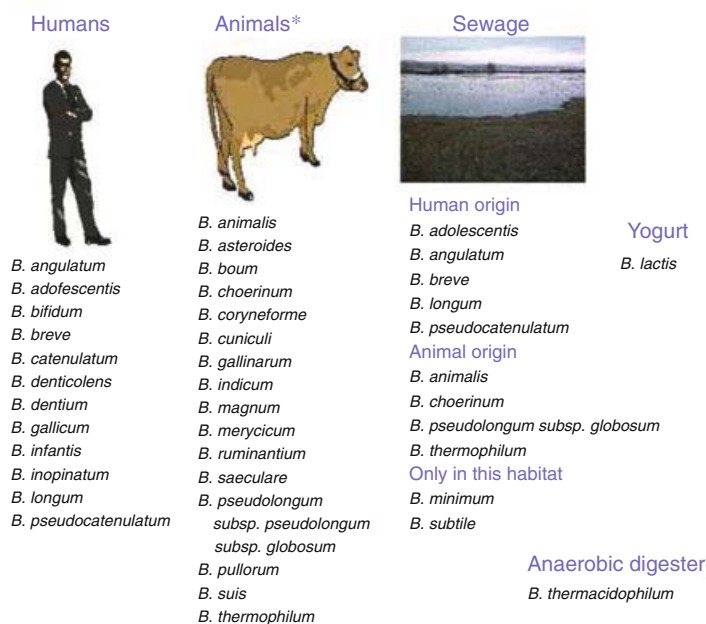 Humans
B. angulatum
B. adofescentis
B. bifidum
B. breve
B. catenulatum
B. denticolens
B. dentium
B. gallicum
B. infantis
B. inopinatum
B. longum
B. pseudocatenulatum
Animals*
B. animalis
B. asteroides
B. boum
B. choerinum
B. coryneforme
B. cuniculi
B. gallinarum
B. indicum
B. magnum
B. merycicum
B. ruminantium
B. saeculare
B. pseudolongum
subsp. pseudolongum
subsp. globosum
B. pullorum
B. suis
B. thermophilum
Sewage
Human origin
B. adolescentis
B. angulatum
B. breve
B. longum
B. pseudocatenulatum
Animal origin
B. animalis
B. choerinum
B. pseudolongum subsp. globosum
B. thermophilum
Only in this habitat
B. minimum
B. subtile
Yogurt
B. lactis
Anaerobic digester
B. thermacidophilum